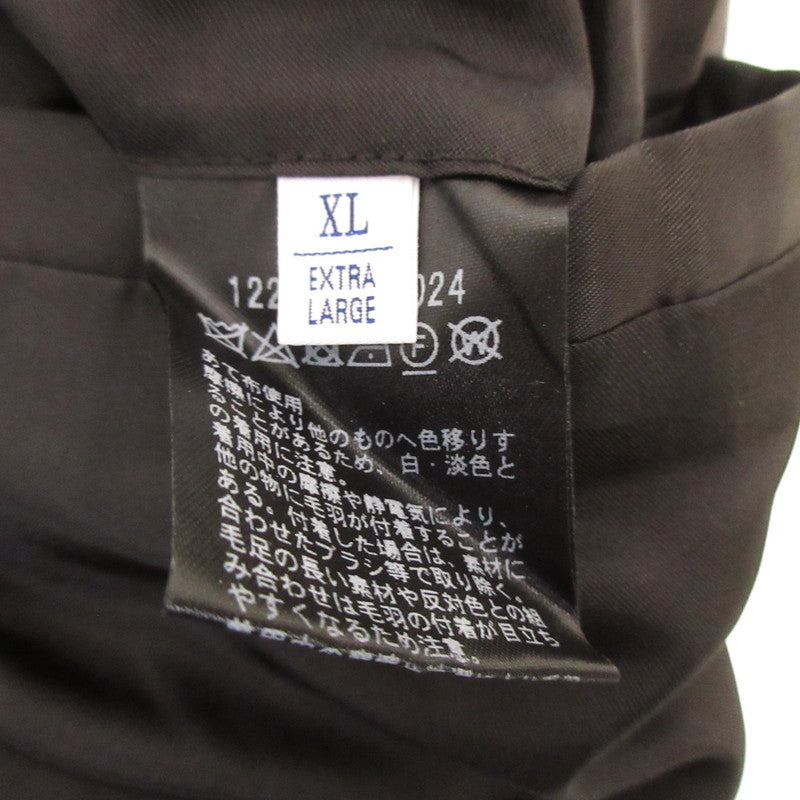 XL
EXTRA
LARGE
122 024
F W
あて布使用
摩擦により他のものへ色移りす
ることがあるため、白・淡色と
の着用に注意。
着用中の摩擦や静電気により、
他の物に毛羽が付着することが
ある。付着した場合は、素材に
合わせたブラシ等で取り除く。
毛足の長い素材や反対色との組
み合わせは毛羽の付着が目立ち
やすくなるため注意。